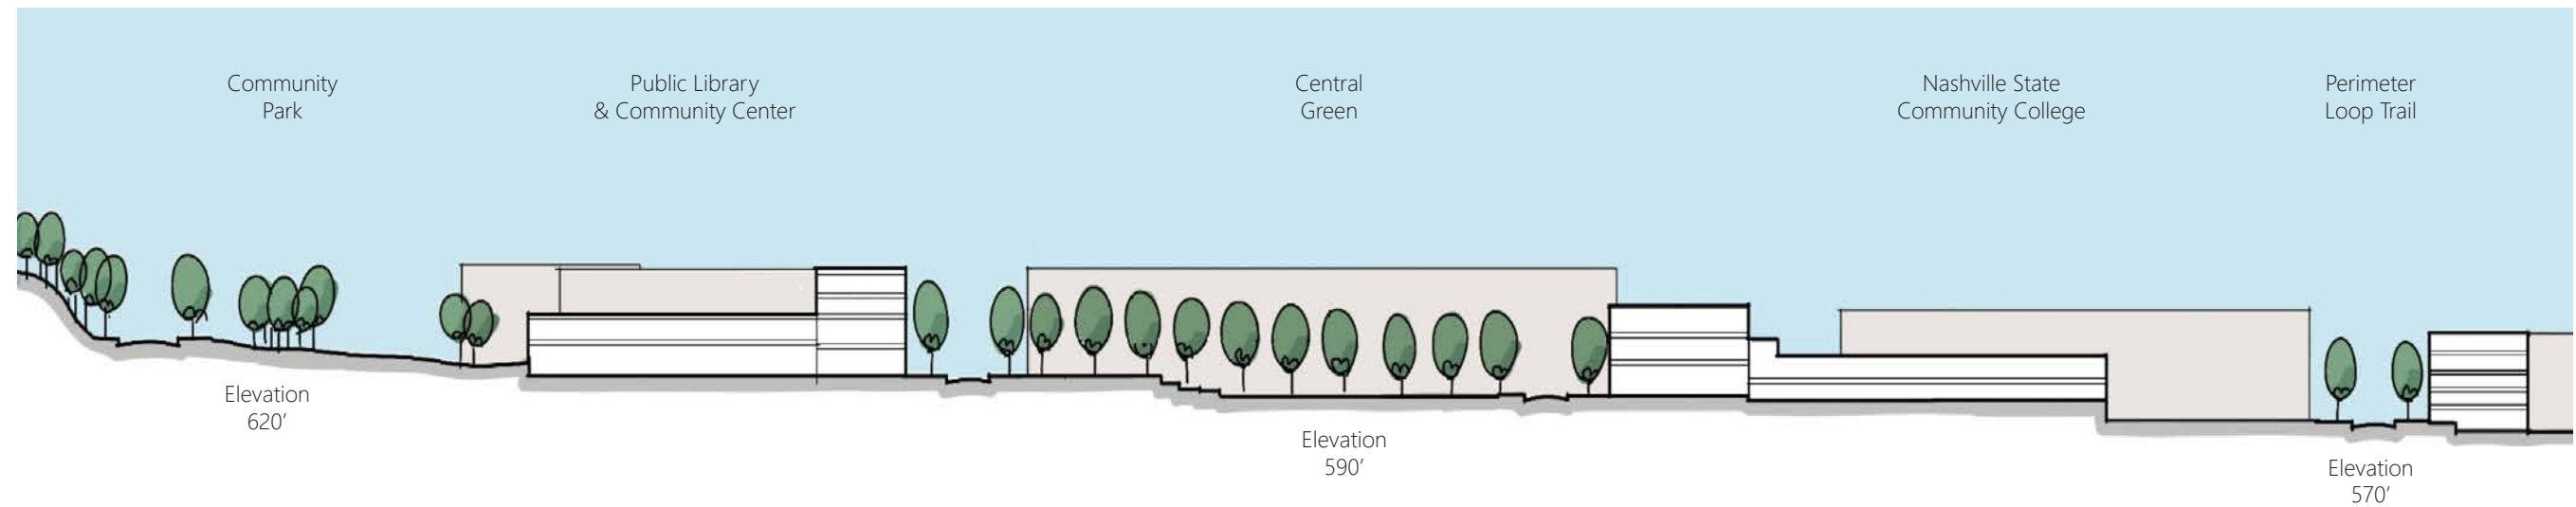 Community
Park
Public Library
& Community Center
Central
Green
Nashville State
Community College
Perimeter
Loop Trail
Elevation
620’
Elevation
590’
Elevation
570’